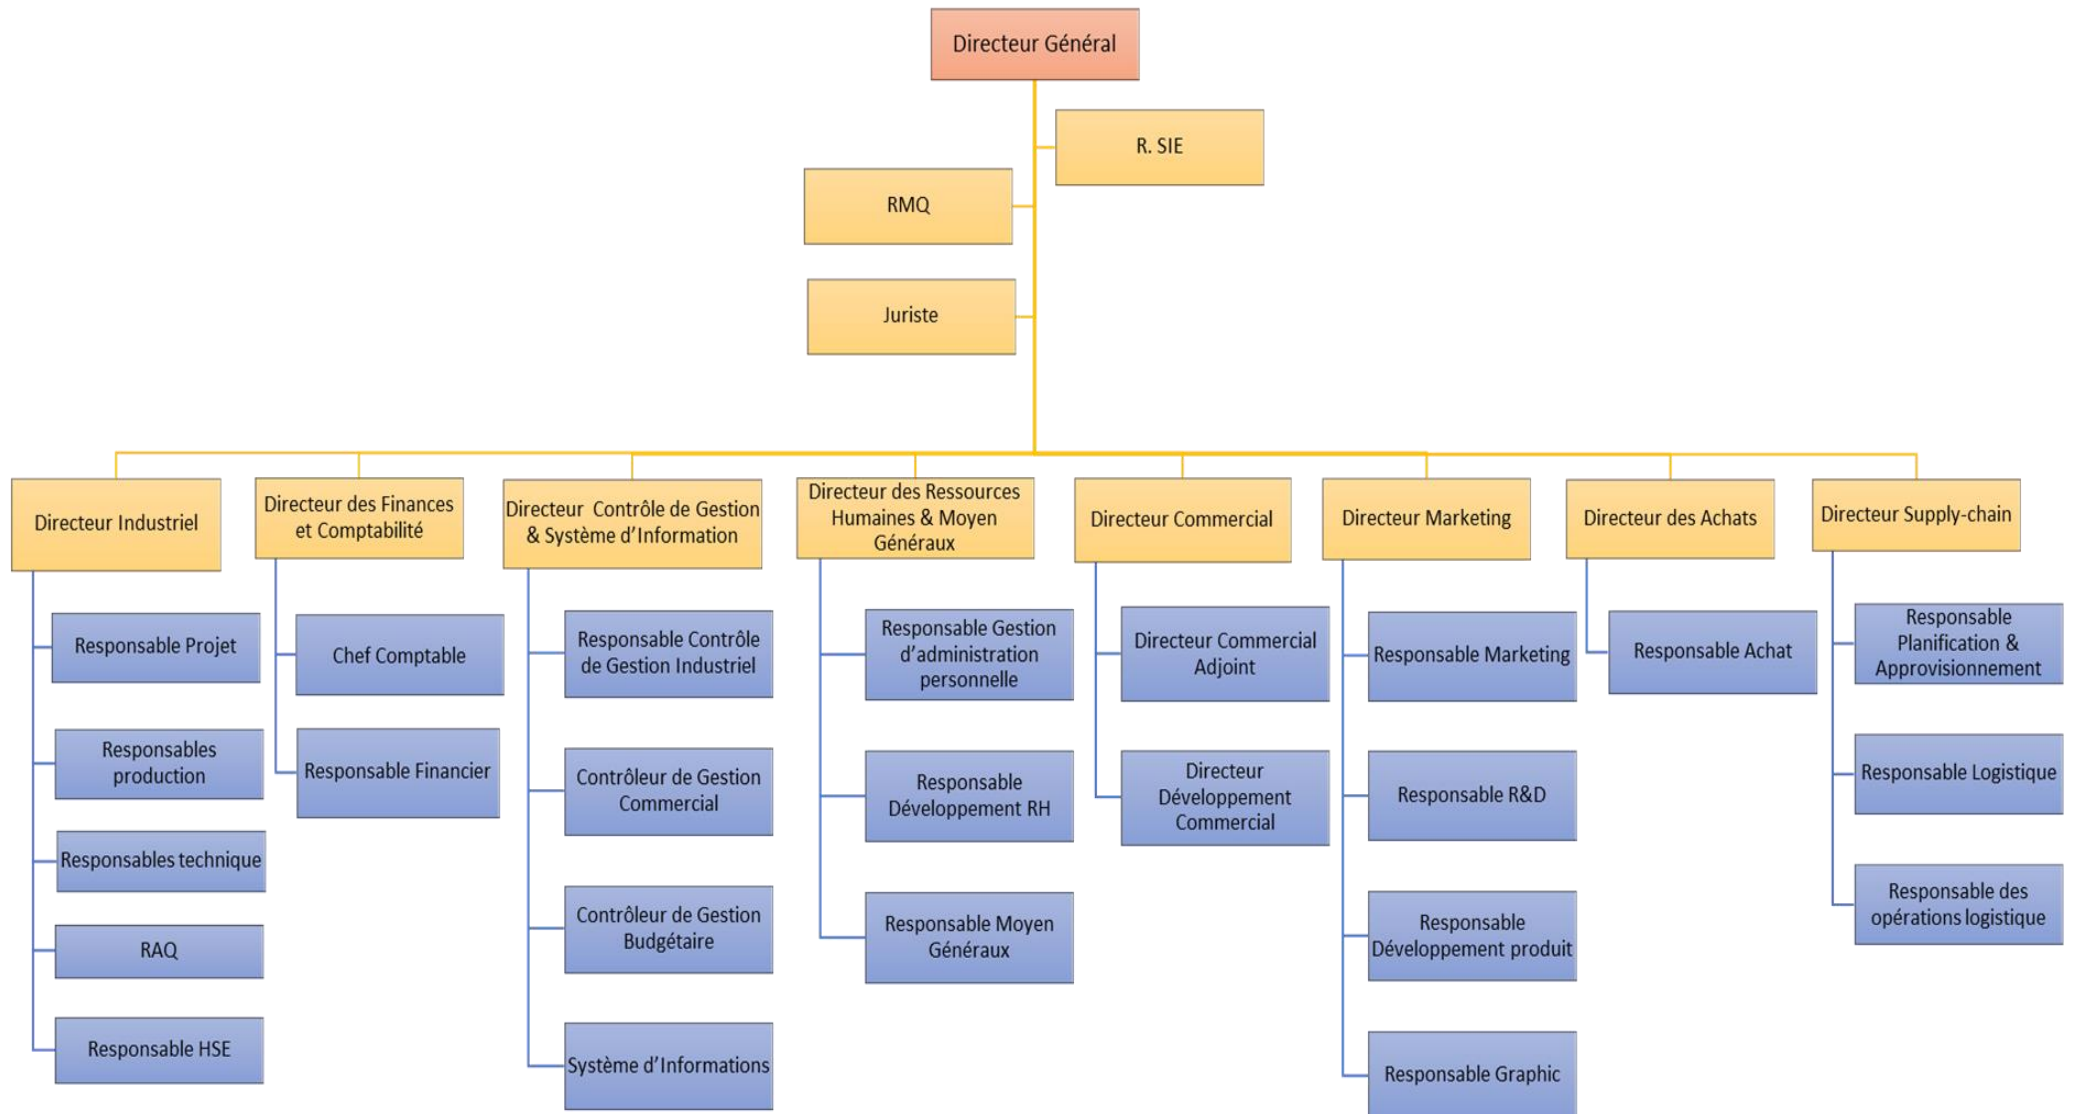 Directeur Général
R. SIE
RMQ
Juriste
Directeur Industriel
Responsable Projet
Responsables
production
Responsables technique
RAQ
Responsable HSE
Directeur des Finances
et Comptabilité
Chef Comptable
Responsable Financier
Directeur Contrôle de Gestion
& Système d’Information
Responsable Contrôle
de Gestion Industriel
Contrôleur de Gestion
Commercial
Contrôleur de Gestion
Budgétaire
Système d’Informations
Directeur des Ressources
Humaines & Moyen
Généraux
Responsable Gestion
d’administration
personnelle
Responsable
Développement RH
Responsable Moyen
Généraux
Directeur Commercial
Directeur Commercial
Adjoint
Directeur
Développement
Commercial
Directeur Marketing
Responsable Marketing
Responsable R&D
Responsable
Développement produit
Responsable Graphic
Directeur des Achats
Responsable Achat
Directeur Supply-chain
Responsable
Planification &
Approvisionnement
Responsable Logistique
Responsable des
opérations logistique